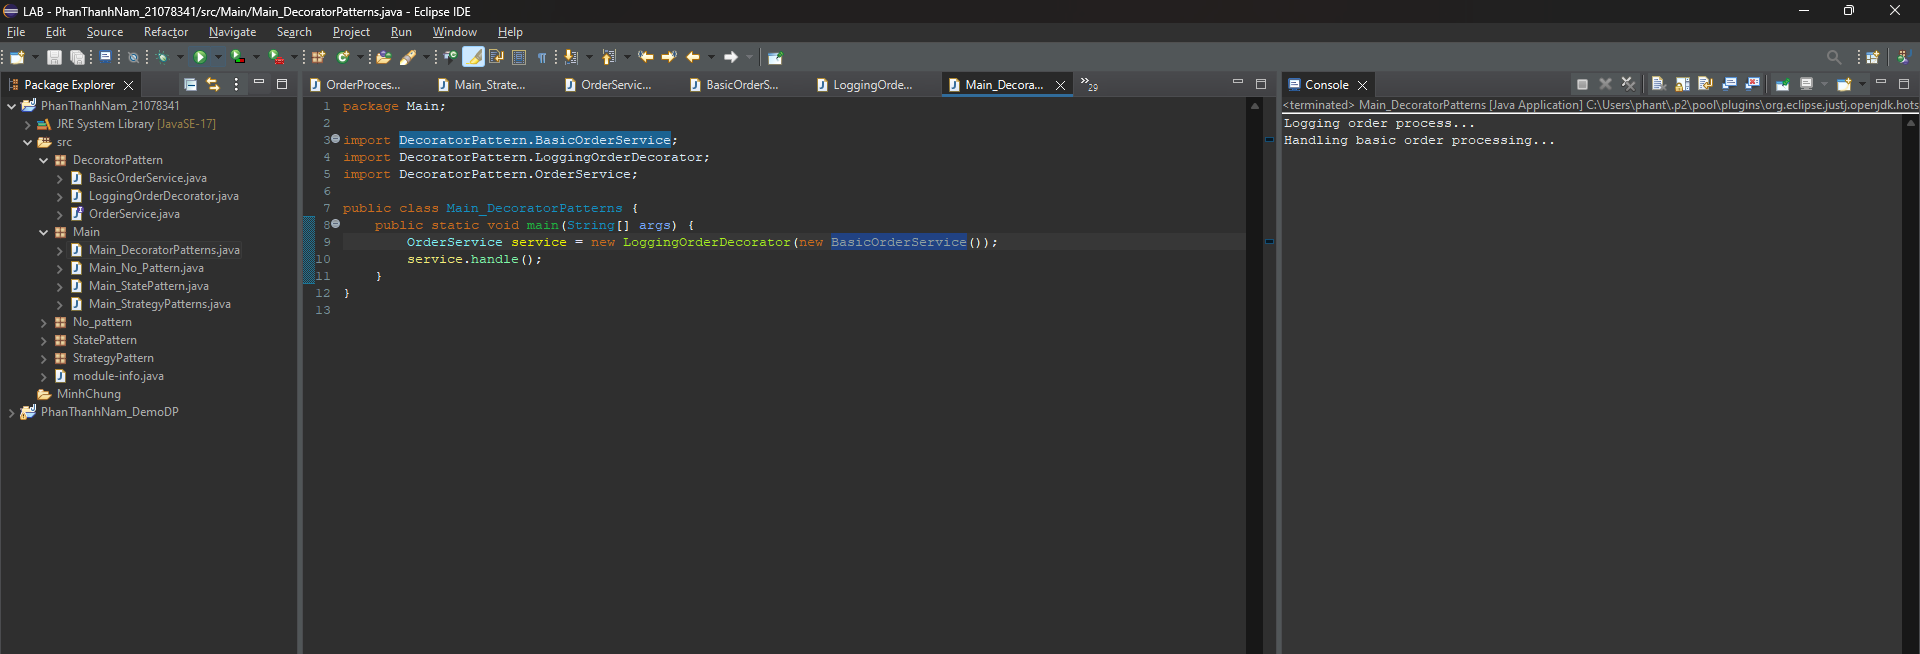 LAB - PhanThanhNam_21078341/src/Main/Main_DecoratorPatterns.java - Eclipse IDE
File Edit Source Refactor Navigate Search Project Run Window Help
Package Explorer
OrderProces... Main_Strate... OrderServic... BasicOrderS... LoggingOrde... Main_Decora... 29
Console
PhanThanhNam_21078341
JRE System Library [JavaSE-17]
src
DecoratorPattern
BasicOrderService.java
LoggingOrderDecorator.java
OrderService.java
Main
Main_DecoratorPatterns.java
Main_No_Pattern.java
Main_StatePattern.java
Main_StrategyPatterns.java
No_pattern
StatePattern
StrategyPattern
module-info.java
MinhChung
PhanThanhNam_DemoDP
1 package Main;
2
3 import DecoratorPattern.BasicOrderService;
4 import DecoratorPattern.LoggingOrderDecorator;
5 import DecoratorPattern.OrderService;
6
7 public class Main_DecoratorPatterns {
8 public static void main(String[] args) {
9 OrderService service = new LoggingOrderDecorator(new BasicOrderService());
10 service.handle();
11 }
12 }
13
<terminated> Main_DecoratorPatterns [Java Application] C:\Users\phant\.p2\pool\plugins\org.eclipse.justj.openjdk.hots
Logging order process...
Handling basic order processing...